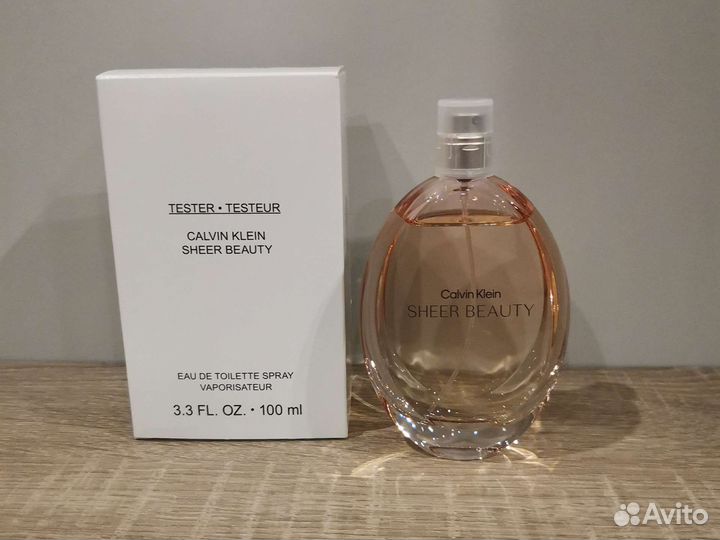 TESTER • TESTEUR
CALVIN KLEIN
SHEER BEAUTY
EAU DE TOILETTE SPRAY
VAPORISATEUR
3.3 FL. OZ. • 100 ml
Calvin Klein
SHEER BEAUTY
Avito